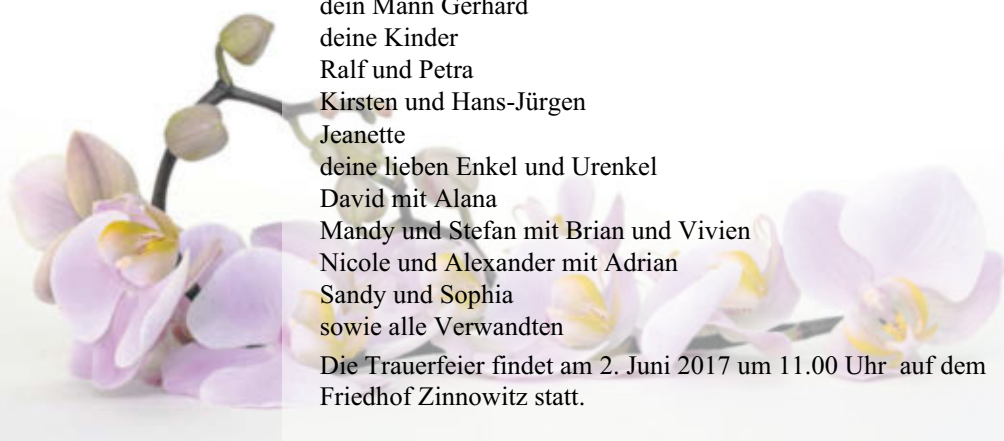 dein Mann Gerhard
deine Kinder
Ralf und Petra
Kirsten und Hans-Jürgen
Jeanette
deine lieben Enkel und Urenkel
David mit Alana
Mandy und Stefan mit Brian und Vivien
Nicole und Alexander mit Adrian
Sandy und Sophia
sowie alle Verwandten
Die Trauerfeier findet am 2. Juni 2017 um 11.00 Uhr auf dem
Friedhof Zinnowitz statt.